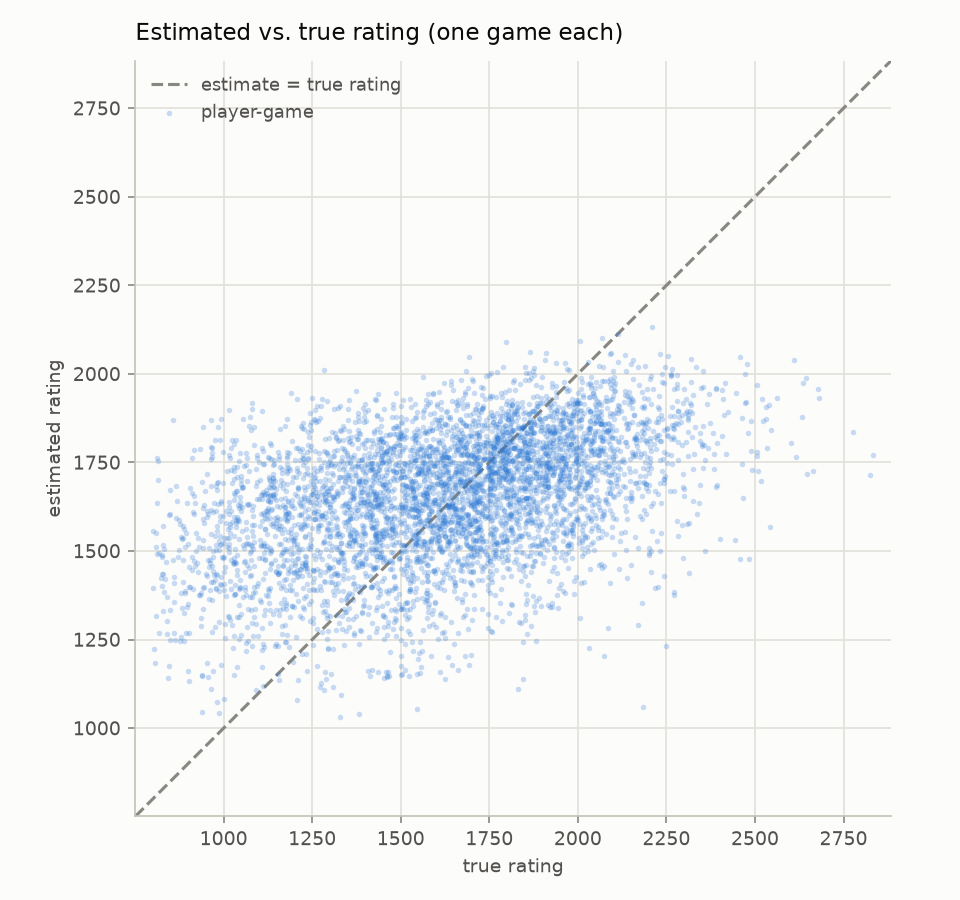 Estimated vs. true rating (one game each)
estimate = true rating
player-game
2750
2500
2250
2000
1750
1500
1250
1000
estimated rating
1000 1250 1500 1750 2000 2250 2500 2750
true rating